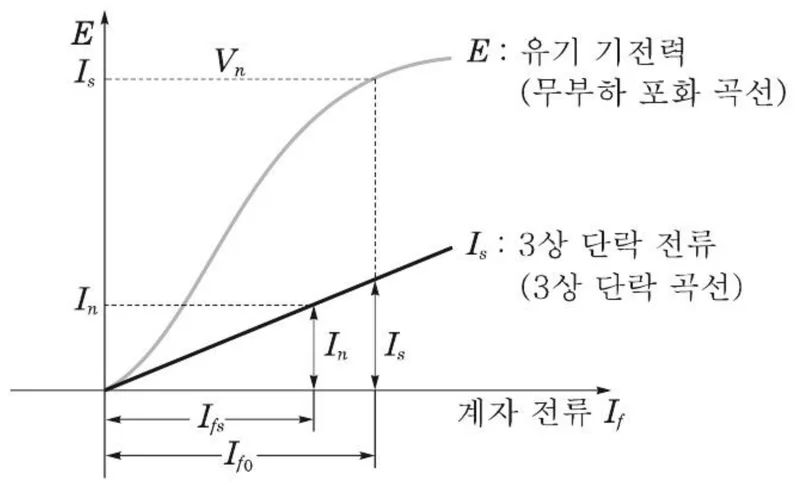 E
I_s
V_n
E : 유기 기전력
(무부하 포화 곡선)
I_s : 3상 단락 전류
(3상 단락 곡선)
I_n
I_n
I_s
I_fs
계자 전류 I_f
I_f0